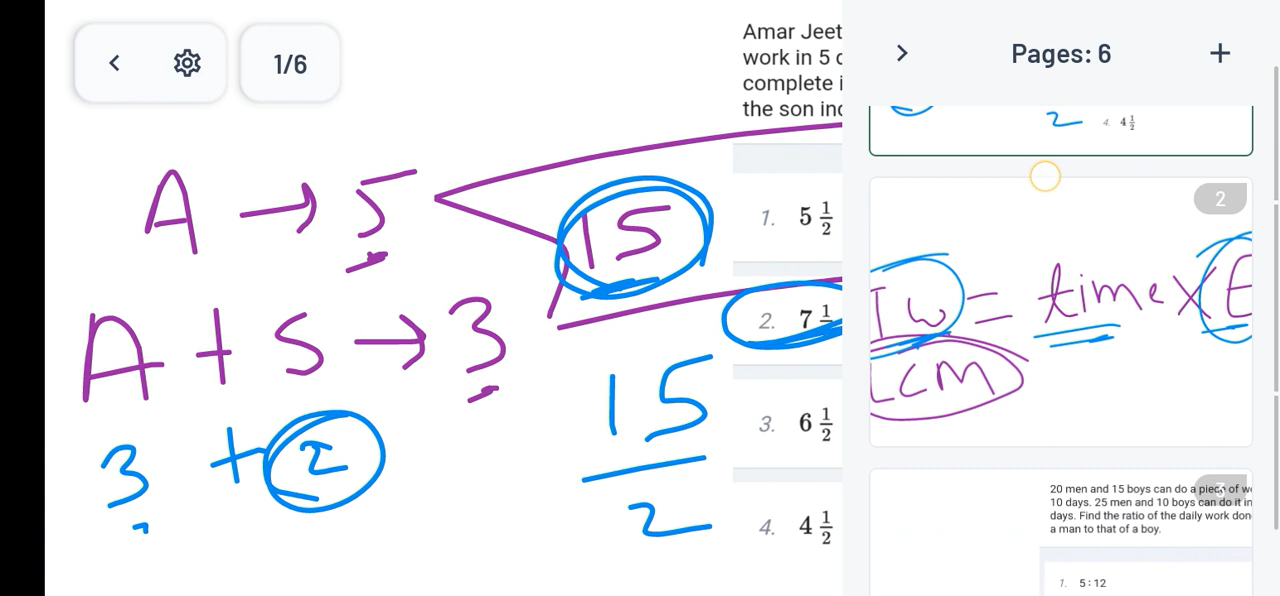 1/6
Amar Jeet
work in 5
complete
the son
Pages: 6
A → 5
15
A + S → 3
3 + 2
15
2
1. 5 1/2
2. 7 1
3. 6 1/2
4. 4 1/2
2
4. 4 1/2
2
TW = time ×
LCM
3
20 men and 15 boys can do a piece of
10 days. 25 men and 10 boys can do it in
days. Find the ratio of the daily work
a man to that of a boy.
1. 5 : 12